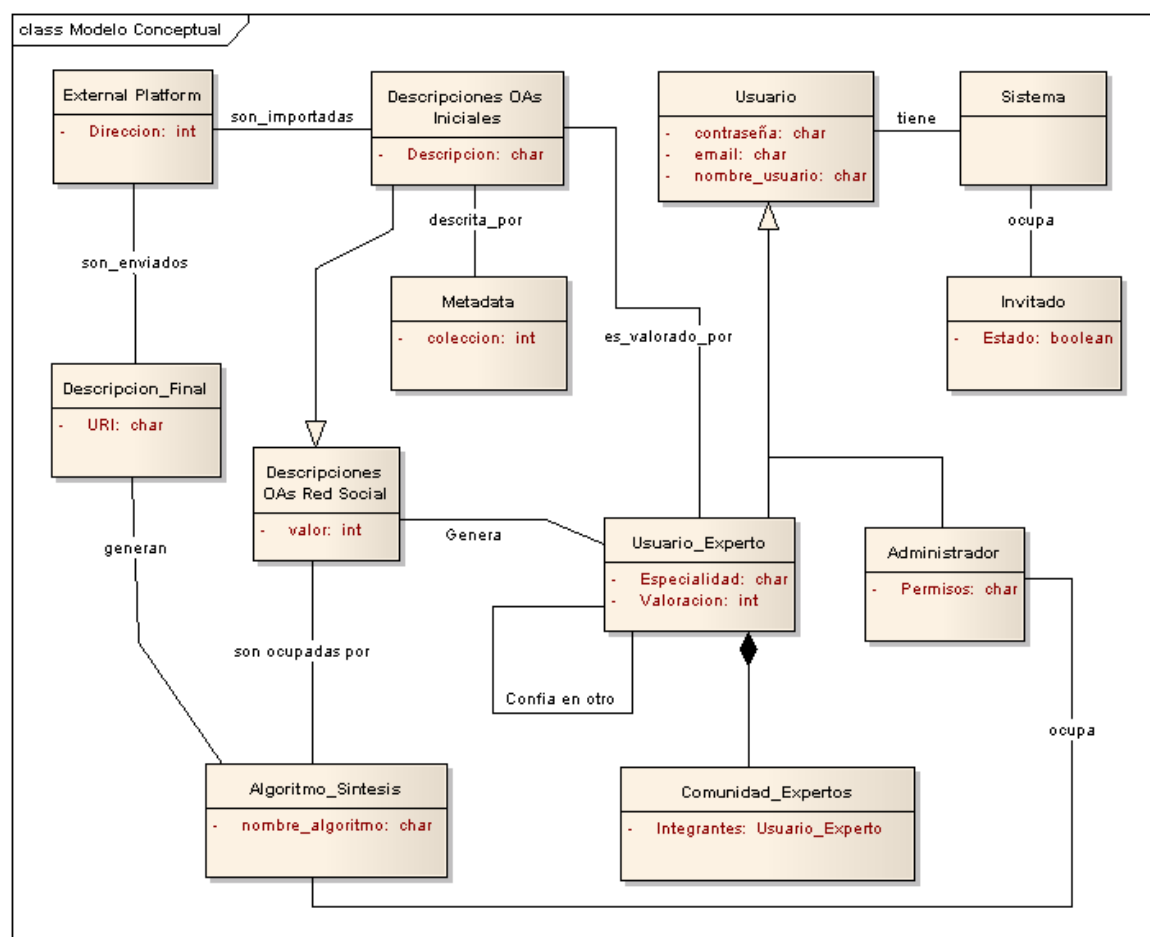 class Modelo Conceptual
External Platform
- Direccion: int
son_importadas
Descripciones OAs
Iniciales
- Descripcion: char
Usuario
- contraseña: char
- email: char
- nombre_usuario: char
tiene
Sistema
descrita_por
ocupa
son_enviados
Metadata
- coleccion: int
es_valorado_por
Invitado
- Estado: boolean
Descripcion_Final
- URI: char
Descripciones
OAs Red Social
- valor: int
Genera
Usuario_Experto
- Especialidad: char
- Valoracion: int
Administrador
- Permisos: char
generan
son ocupadas por
Confia en otro
ocupa
Algoritmo_Sintesis
- nombre_algoritmo: char
Comunidad_Expertos
- Integrantes: Usuario_Experto